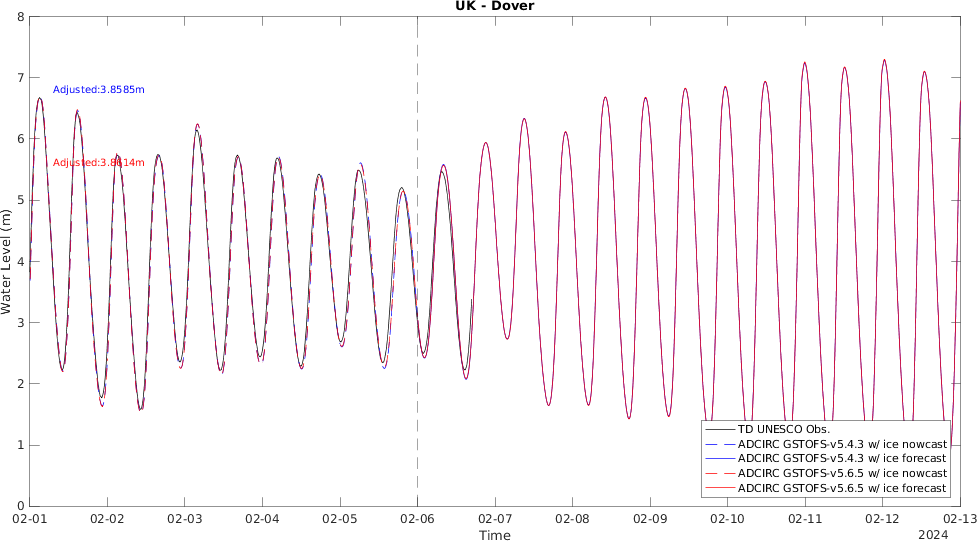 UK - Dover
8
7
6
5
4
3
2
1
0
Water Level (m)
Adjusted:3.8585m
Adjusted:3.8614m
TD UNESCO Obs.
ADCIRC GSTOFS-v5.4.3 w/ ice nowcast
ADCIRC GSTOFS-v5.4.3 w/ ice forecast
ADCIRC GSTOFS-v5.6.5 w/ ice nowcast
ADCIRC GSTOFS-v5.6.5 w/ ice forecast
02-01 02-02 02-03 02-04 02-05 02-06 02-07 02-08 02-09 02-10 02-11 02-12 02-13
Time
2024